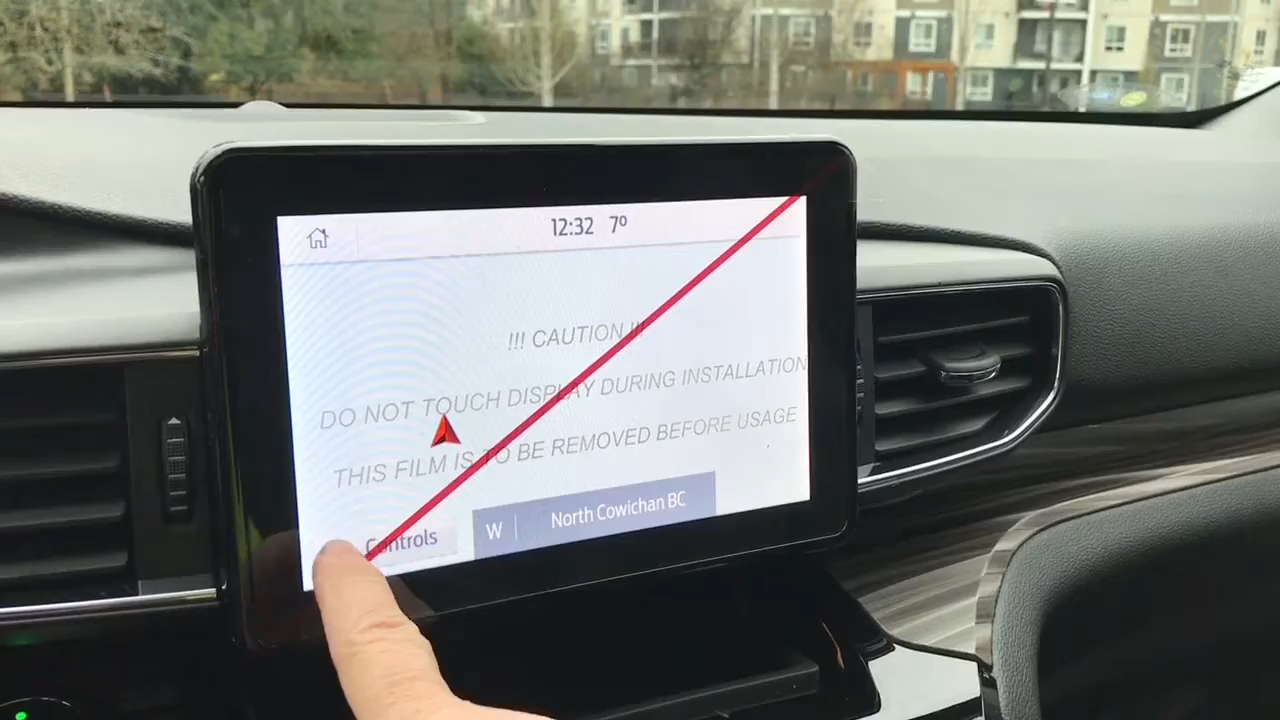 12:32 7°
!!! CAUTION !!!
DO NOT TOUCH DISPLAY DURING INSTALLATION
THIS FILM IS TO BE REMOVED BEFORE USAGE
Controls
W North Cowichan BC